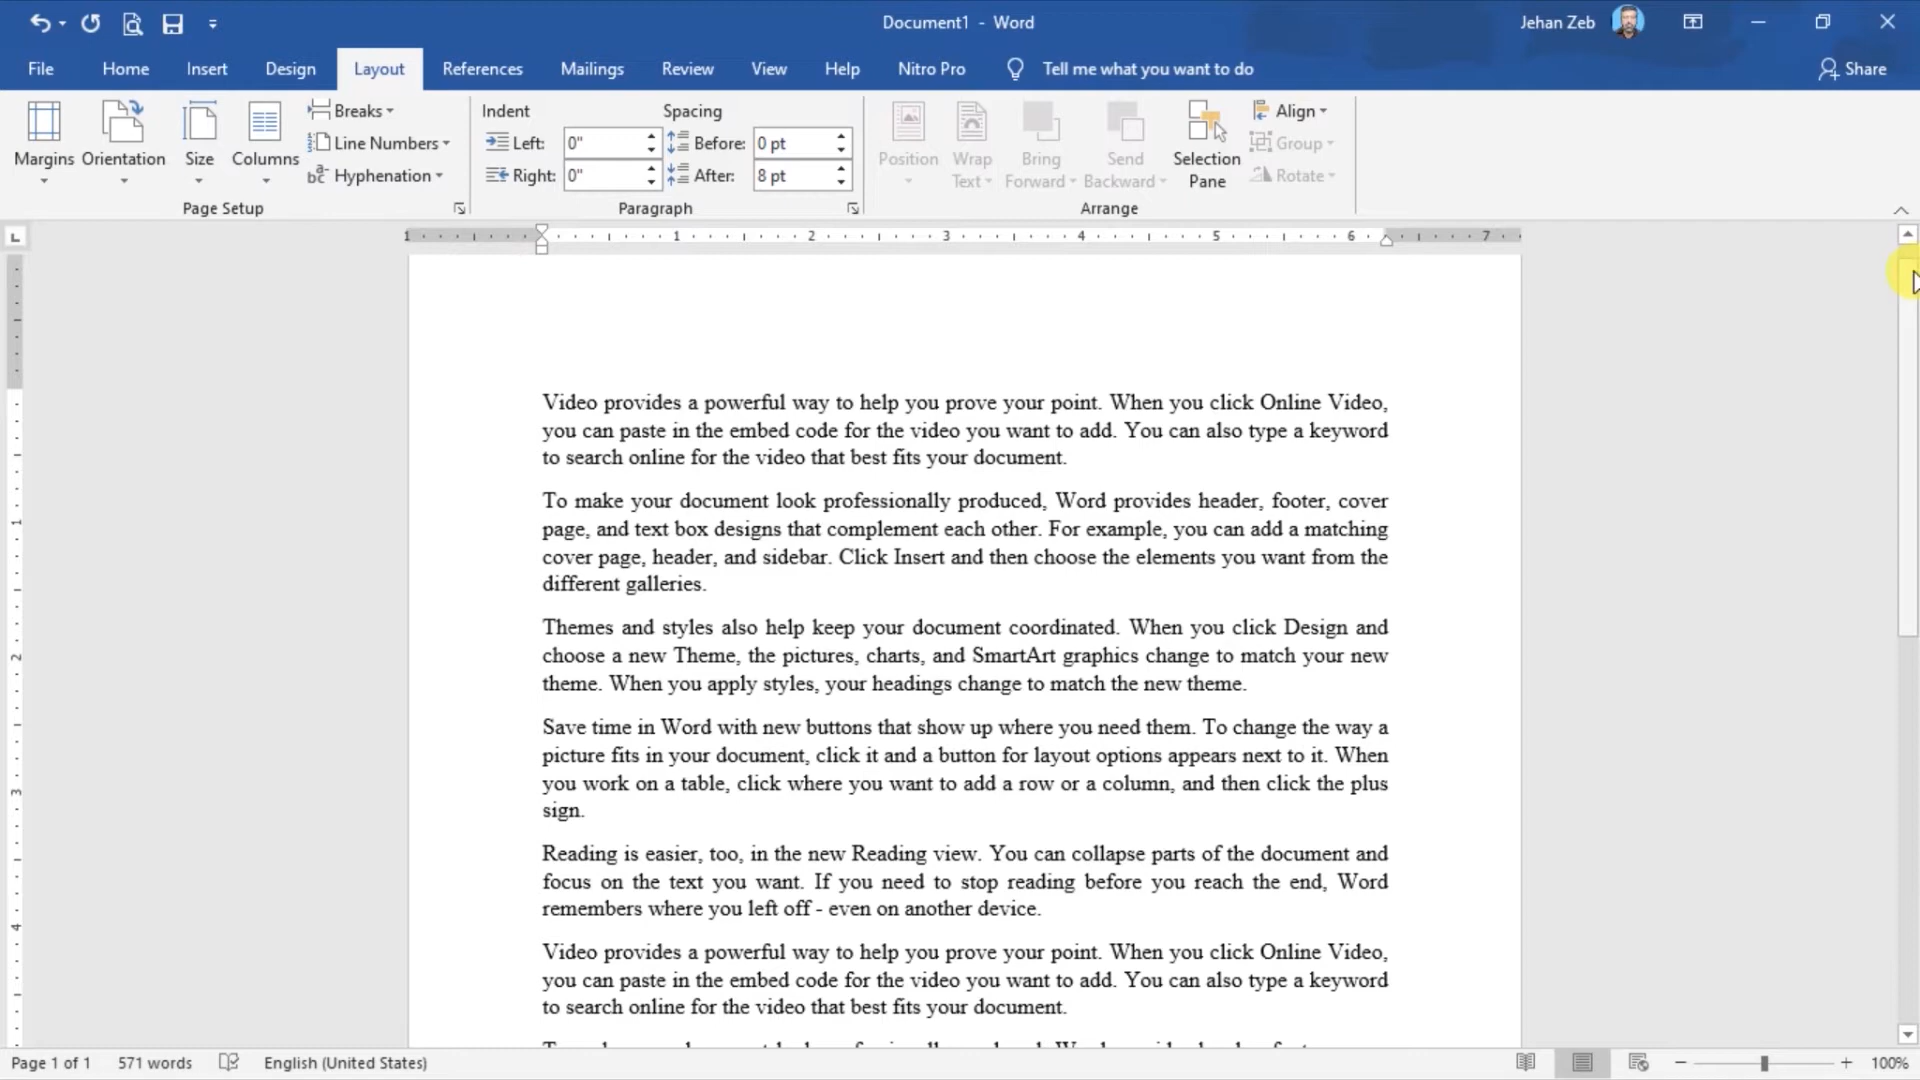 Document1 - Word
Jehan Zeb
File Home Insert Design Layout References Mailings Review View Help Nitro Pro Tell me what you want to do Share
Margins
Orientation
Size
Columns
Breaks
Line Numbers
Hyphenation
Page Setup
Indent
Left: 0"
Right: 0"
Spacing
Before: 0 pt
After: 8 pt
Paragraph
Position
Wrap
Text
Bring
Forward
Send
Backward
Selection
Pane
Align
Group
Rotate
Arrange
1 1 2 3 4 5 6 7
Video provides a powerful way to help you prove your point. When you click Online Video,
you can paste in the embed code for the video you want to add. You can also type a keyword
to search online for the video that best fits your document.
To make your document look professionally produced, Word provides header, footer, cover
page, and text box designs that complement each other. For example, you can add a matching
cover page, header, and sidebar. Click Insert and then choose the elements you want from the
different galleries.
Themes and styles also help keep your document coordinated. When you click Design and
choose a new Theme, the pictures, charts, and SmartArt graphics change to match your new
theme. When you apply styles, your headings change to match the new theme.
Save time in Word with new buttons that show up where you need them. To change the way a
picture fits in your document, click it and a button for layout options appears next to it. When
you work on a table, click where you want to add a row or a column, and then click the plus
sign.
Reading is easier, too, in the new Reading view. You can collapse parts of the document and
focus on the text you want. If you need to stop reading before you reach the end, Word
remembers where you left off - even on another device.
Video provides a powerful way to help you prove your point. When you click Online Video,
you can paste in the embed code for the video you want to add. You can also type a keyword
to search online for the video that best fits your document.
1
2
3
4
Page 1 of 1 571 words English (United States) 100%